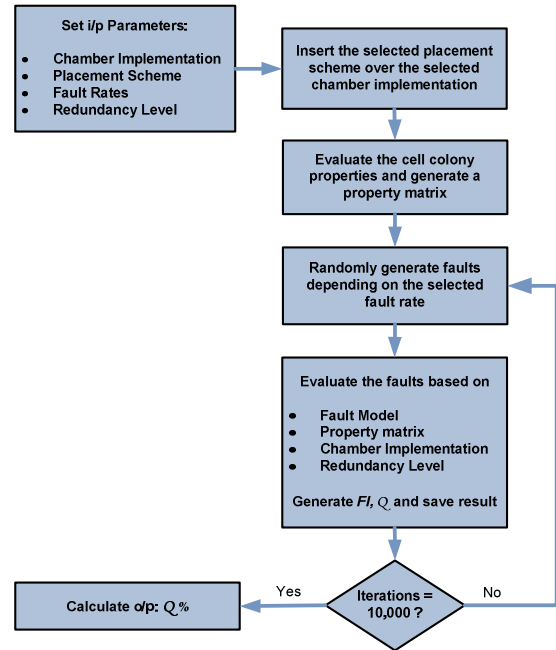 Set i/p Parameters:
• Chamber Implementation
• Placement Scheme
• Fault Rates
• Redundancy Level
Insert the selected placement
scheme over the selected
chamber implementation
Evaluate the cell colony
properties and generate a
property matrix
Randomly generate faults
depending on the selected
fault rate
Evaluate the faults based on
• Fault Model
• Property matrix
• Chamber Implementation
• Redundancy Level
Generate FI, Q and save result
Iterations =
10,000 ?
Yes
No
Calculate o/p: Q%